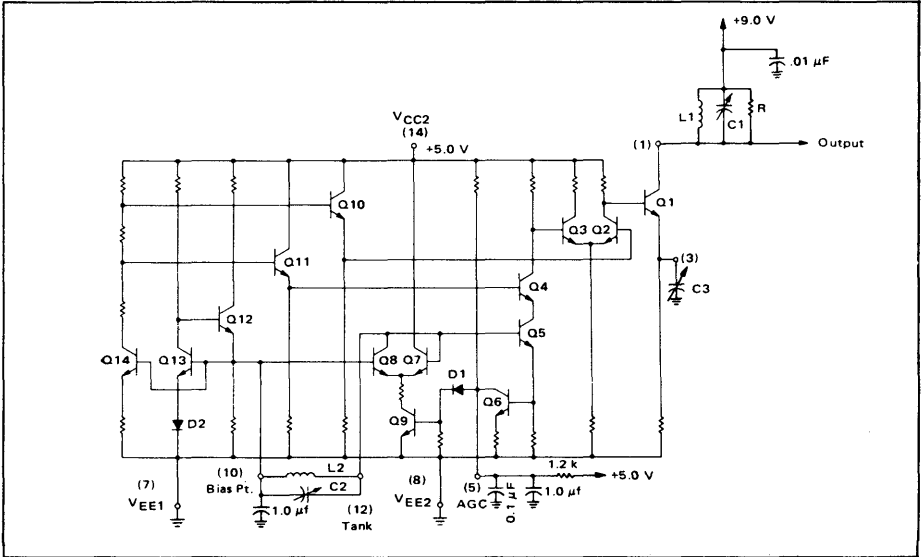 +9.0 V
.01 µF
L1
C1
R
VCC2
(14)
+5.0 V
(1)
Output
Q10
Q3
Q2
Q1
Q11
(3)
C3
Q4
Q12
Q5
Q14
Q13
Q8
Q7
D1
Q6
Q9
D2
1.2 k
(10)
Bias Pt.
L2
(8)
(5)
+5.0 V
(7)
VEE1
C2
VEE2
AGC
0.1 µF
1.0 µf
1.0 µf
(12)
Tank